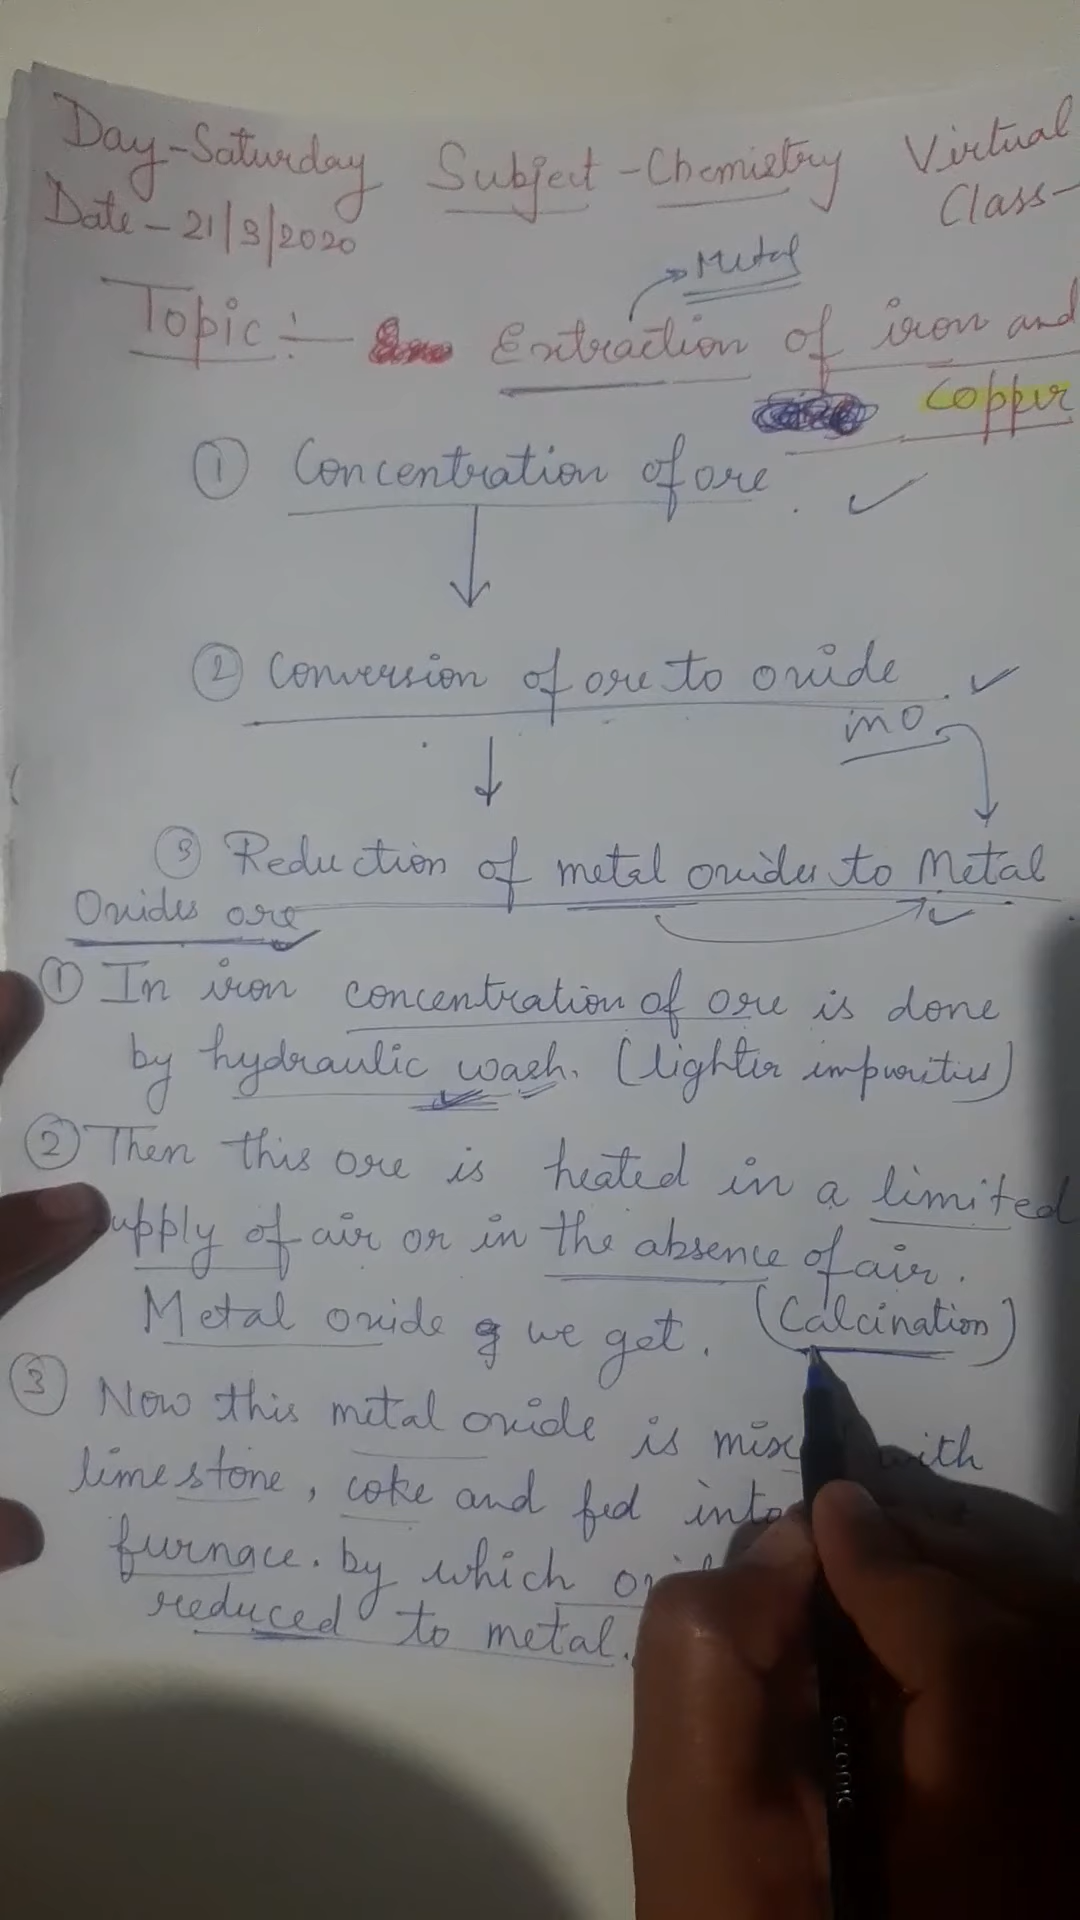 Day-Saturday Subject-Chemistry Virtual
Date-21/3/2020 Class-
Metal
Topic:- Extraction of iron and
Copper
① Concentration of ore.
② Conversion of ore to oxide.
in O
③ Reduction of metal oxides to Metal
Oxides ore
① In iron concentration of ore is done
by hydraulic wash. (lighter impurities)
② Then this ore is heated in a limited
supply of air or in the absence of air.
Metal oxide we get. (Calcination)
③ Now this metal oxide is with
limestone, coke and fed into
furnace. by which
reduced to metal.
ozonic